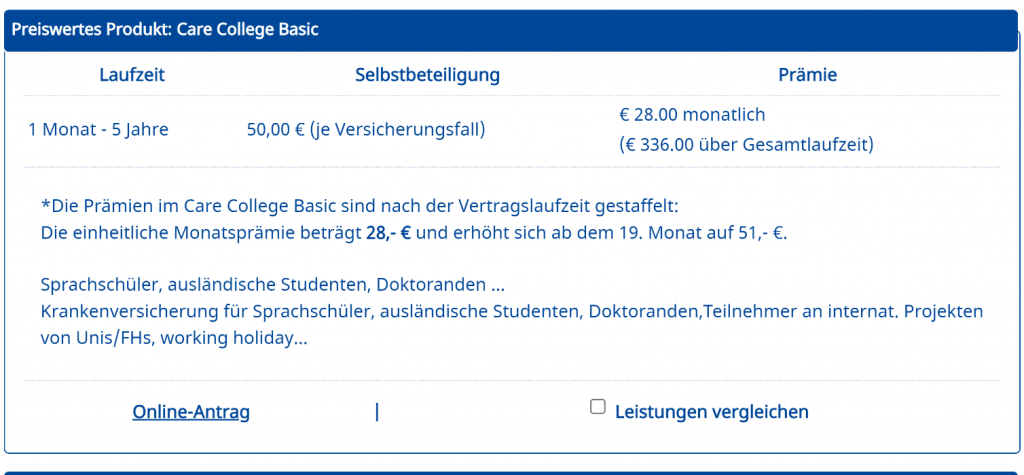 Preiswertes Produkt: Care College Basic
Laufzeit Selbstbeteiligung Prämie
1 Monat - 5 Jahre 50,00 € (je Versicherungsfall) € 28.00 monatlich
(€ 336.00 über Gesamtlaufzeit)
*Die Prämien im Care College Basic sind nach der Vertragslaufzeit gestaffelt:
Die einheitliche Monatsprämie beträgt 28,- € und erhöht sich ab dem 19. Monat auf 51,- €.
Sprachschüler, ausländische Studenten, Doktoranden ...
Krankenversicherung für Sprachschüler, ausländische Studenten, Doktoranden,Teilnehmer an internat. Projekten
von Unis/FHs, working holiday...
Online-Antrag | Leistungen vergleichen